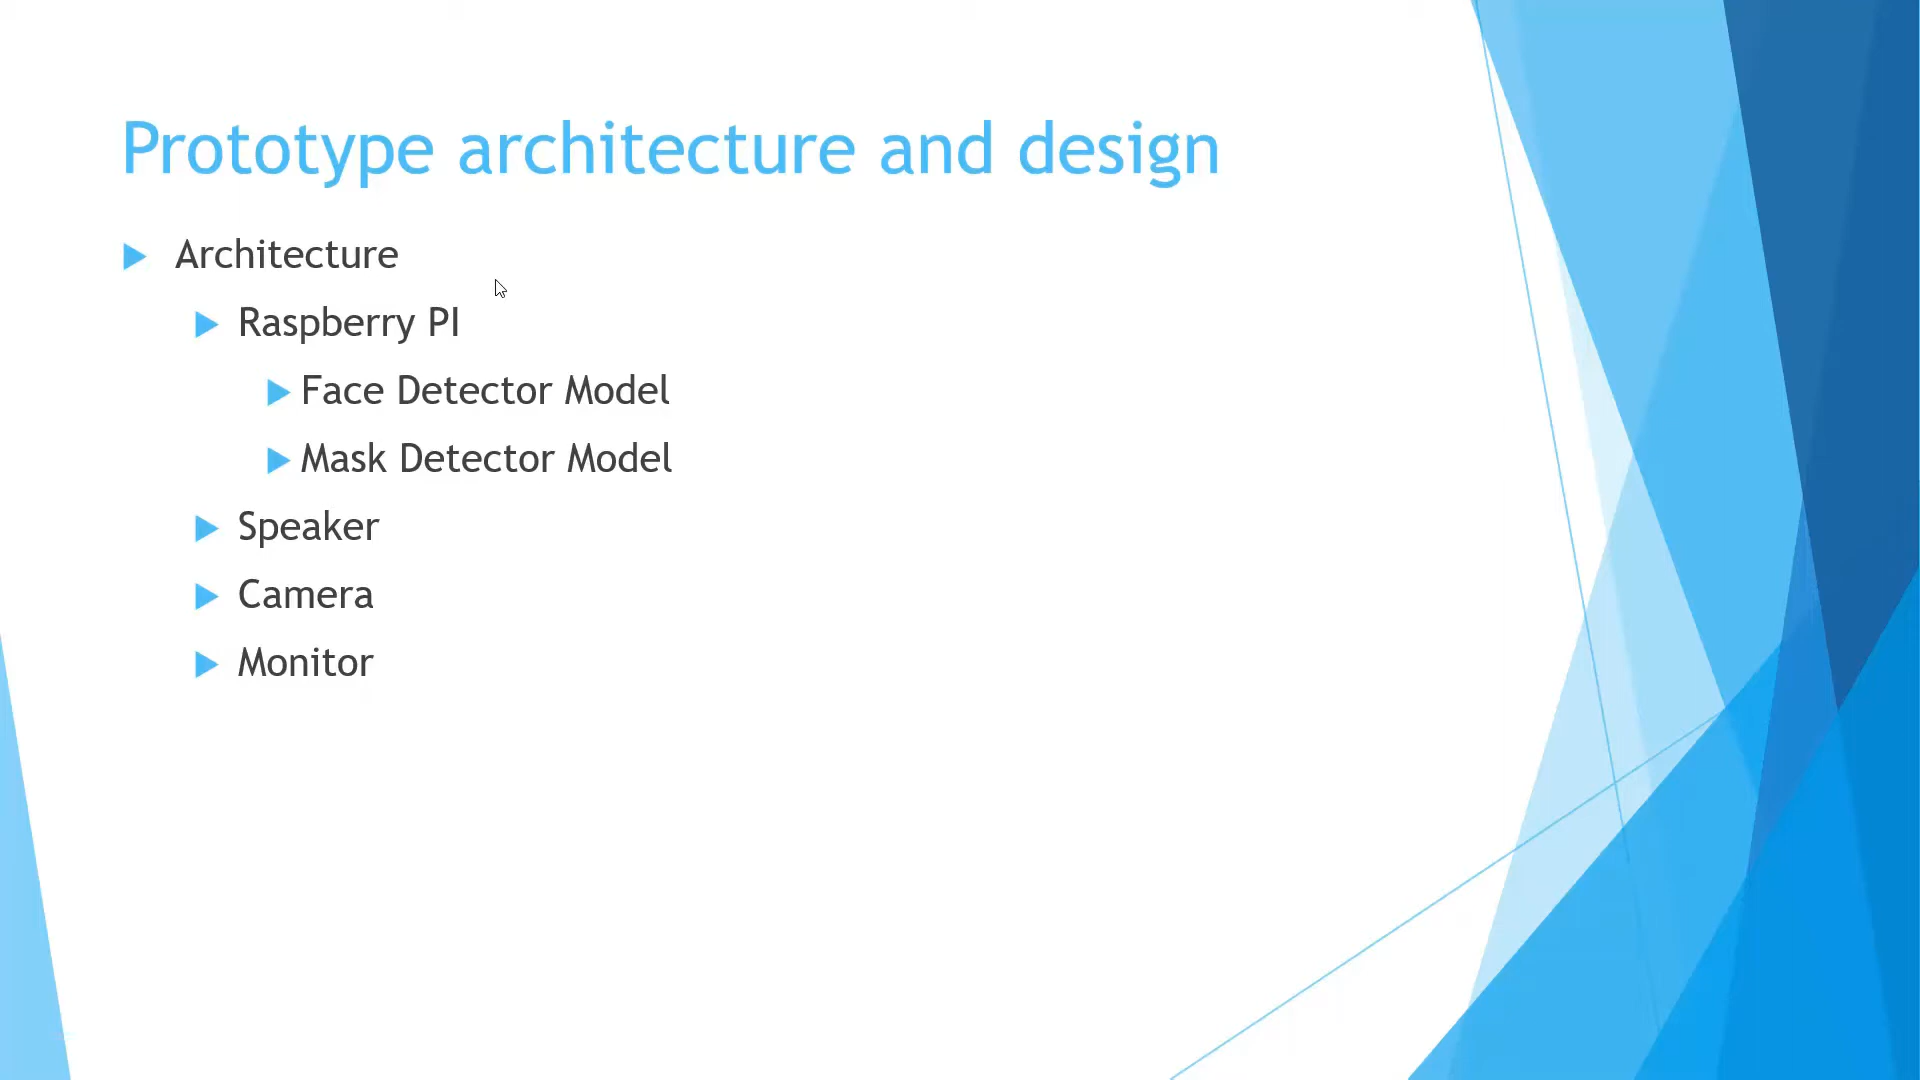 Prototype architecture and design
Architecture
Raspberry PI
Face Detector Model
Mask Detector Model
Speaker
Camera
Monitor